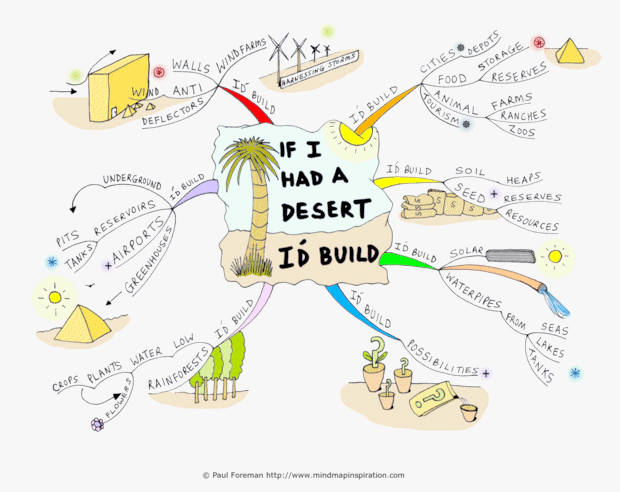 IF I
HAD A
DESERT
I'D BUILD
I'D BUILD
WINDFARMS
HARNESSING STORMS
WALLS
ANTI
WIND
DEFLECTORS
I'D BUILD
CITIES
DEPOTS
FOOD
STORAGE
RESERVES
ANIMAL
FARMS
RANCHES
ZOOS
TOURISM
I'D BUILD
SOIL
HEAPS
SEED
RESERVES
RESOURCES
S S S S
I'D BUILD
SOLAR
WATERPIPES
FROM
SEAS
LAKES
TANKS
I'D BUILD
POSSIBILITIES
? ? ? ?
I'D BUILD
RAINFORESTS
LOW
WATER
PLANTS
CROPS
FLOWERS
I'D BUILD
UNDERGROUND
RESERVOIRS
PITS
TANKS
AIRPORTS
GREENHOUSES
© Paul Foreman http://www.mindmapinspiration.com